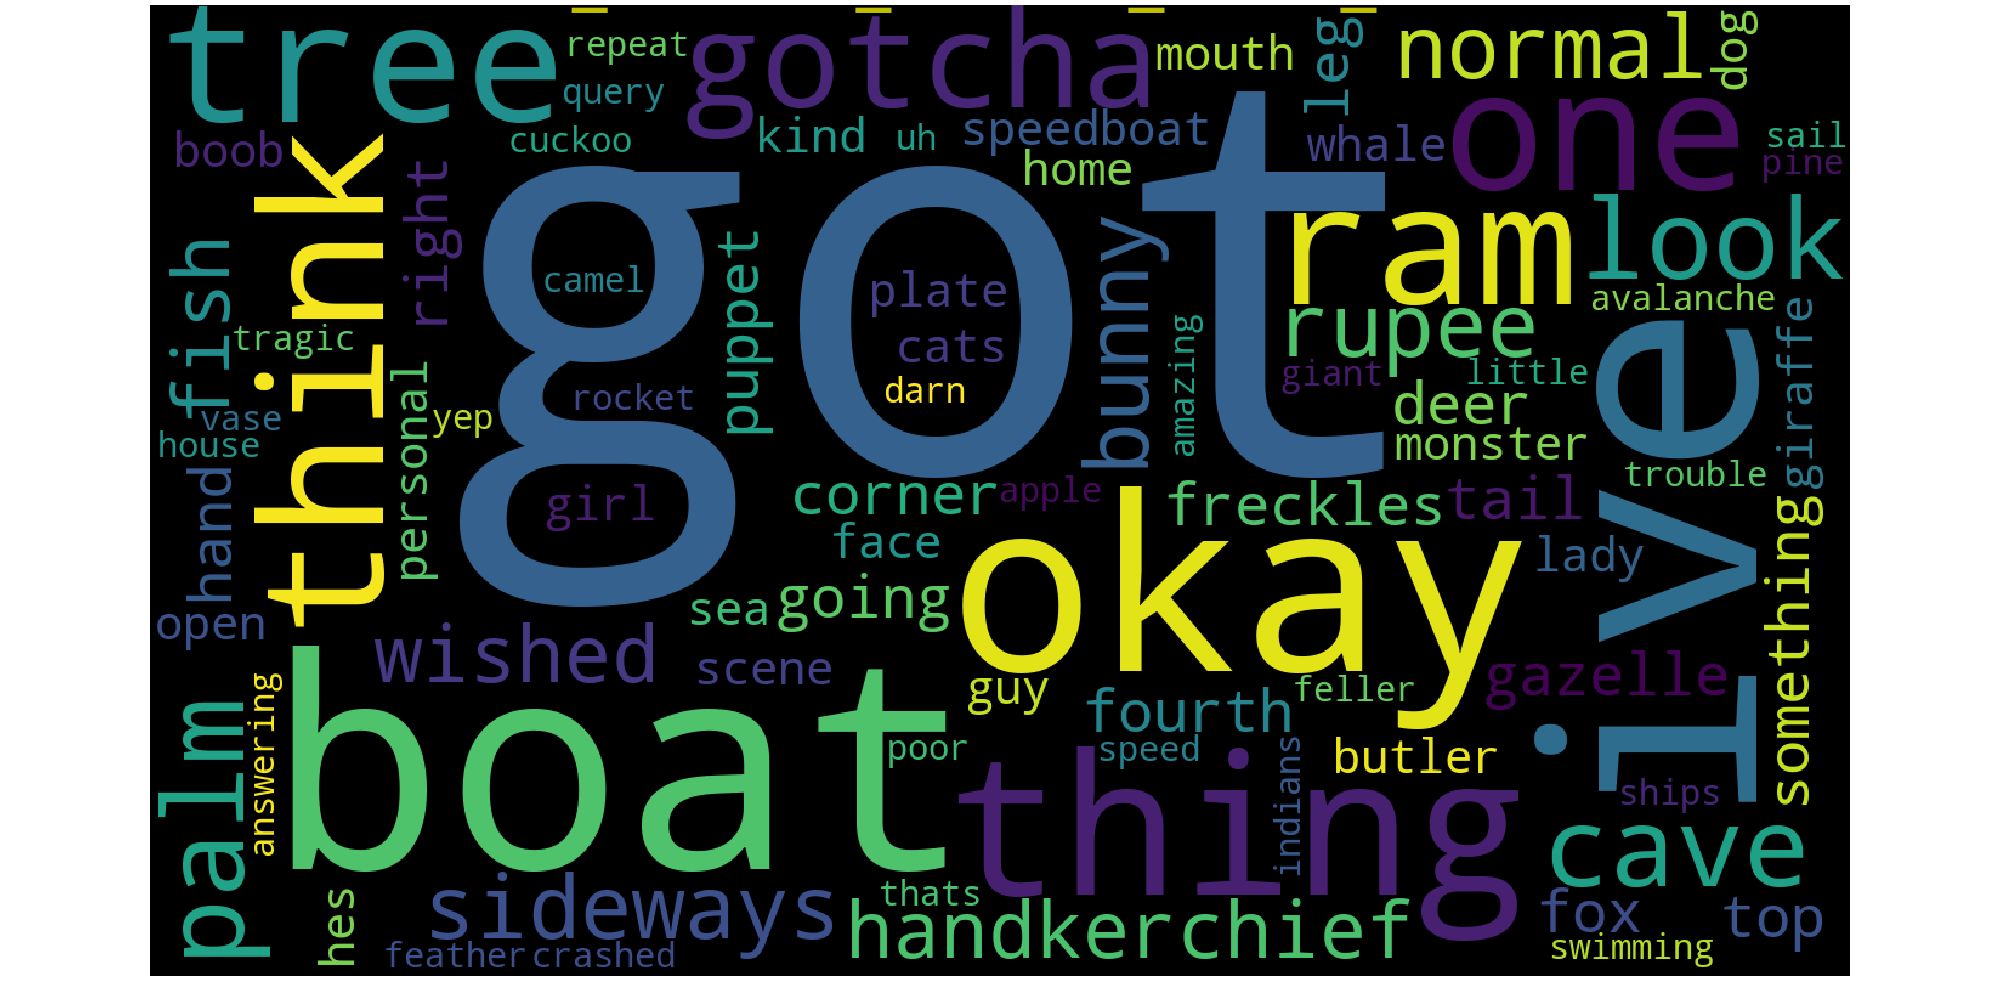 tree
repeat
gotcha
mouth
leg
normal
dog
query
one
boob
cuckoo
kind
uh
speedboat
whale
sail
pine
home
think
right
got
bunny
ram
look
fish
puppet
camel
plate
avalanche
rupee
giraffe
tragic
cats
amazing
ive
personal
rocket
darn
giant
little
deer
vase
yep
house
monster
hand
girl
corner
apple
freckles
tail
trouble
something
face
okay
lady
open
wished
sea
going
scene
guy
feller
gazelle
palm
answering
boat
poor
fourth
speed
butler
thing
indians
ships
cave
hes
sideways
thats
handkerchief
fox
top
feather
crashed
swimming